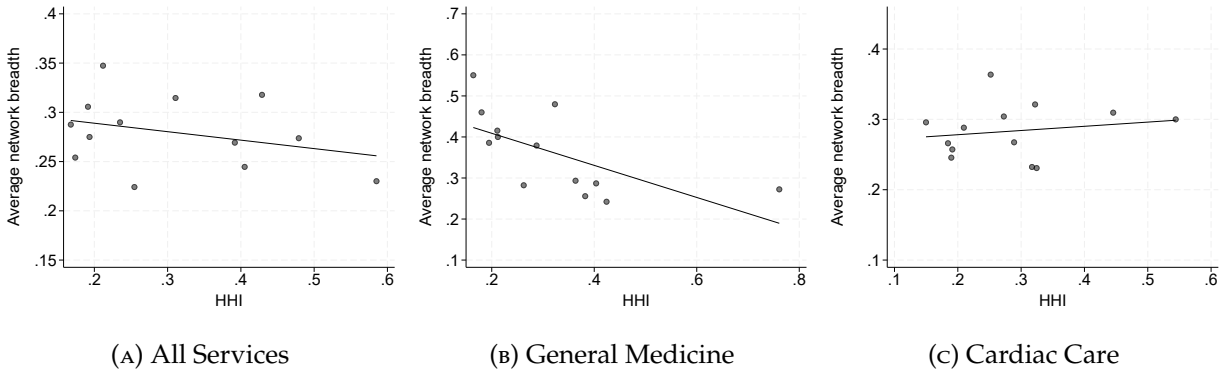 .4
.35
.3
.25
.2
.15
Average network breadth
.2 .3 .4 .5 .6
HHI
(A) All Services
.7
.6
.5
.4
.3
.2
.1
Average network breadth
.2 .4 .6 .8
HHI
(B) General Medicine
.4
.3
.2
.1
Average network breadth
.1 .2 .3 .4 .5 .6
HHI
(C) Cardiac Care